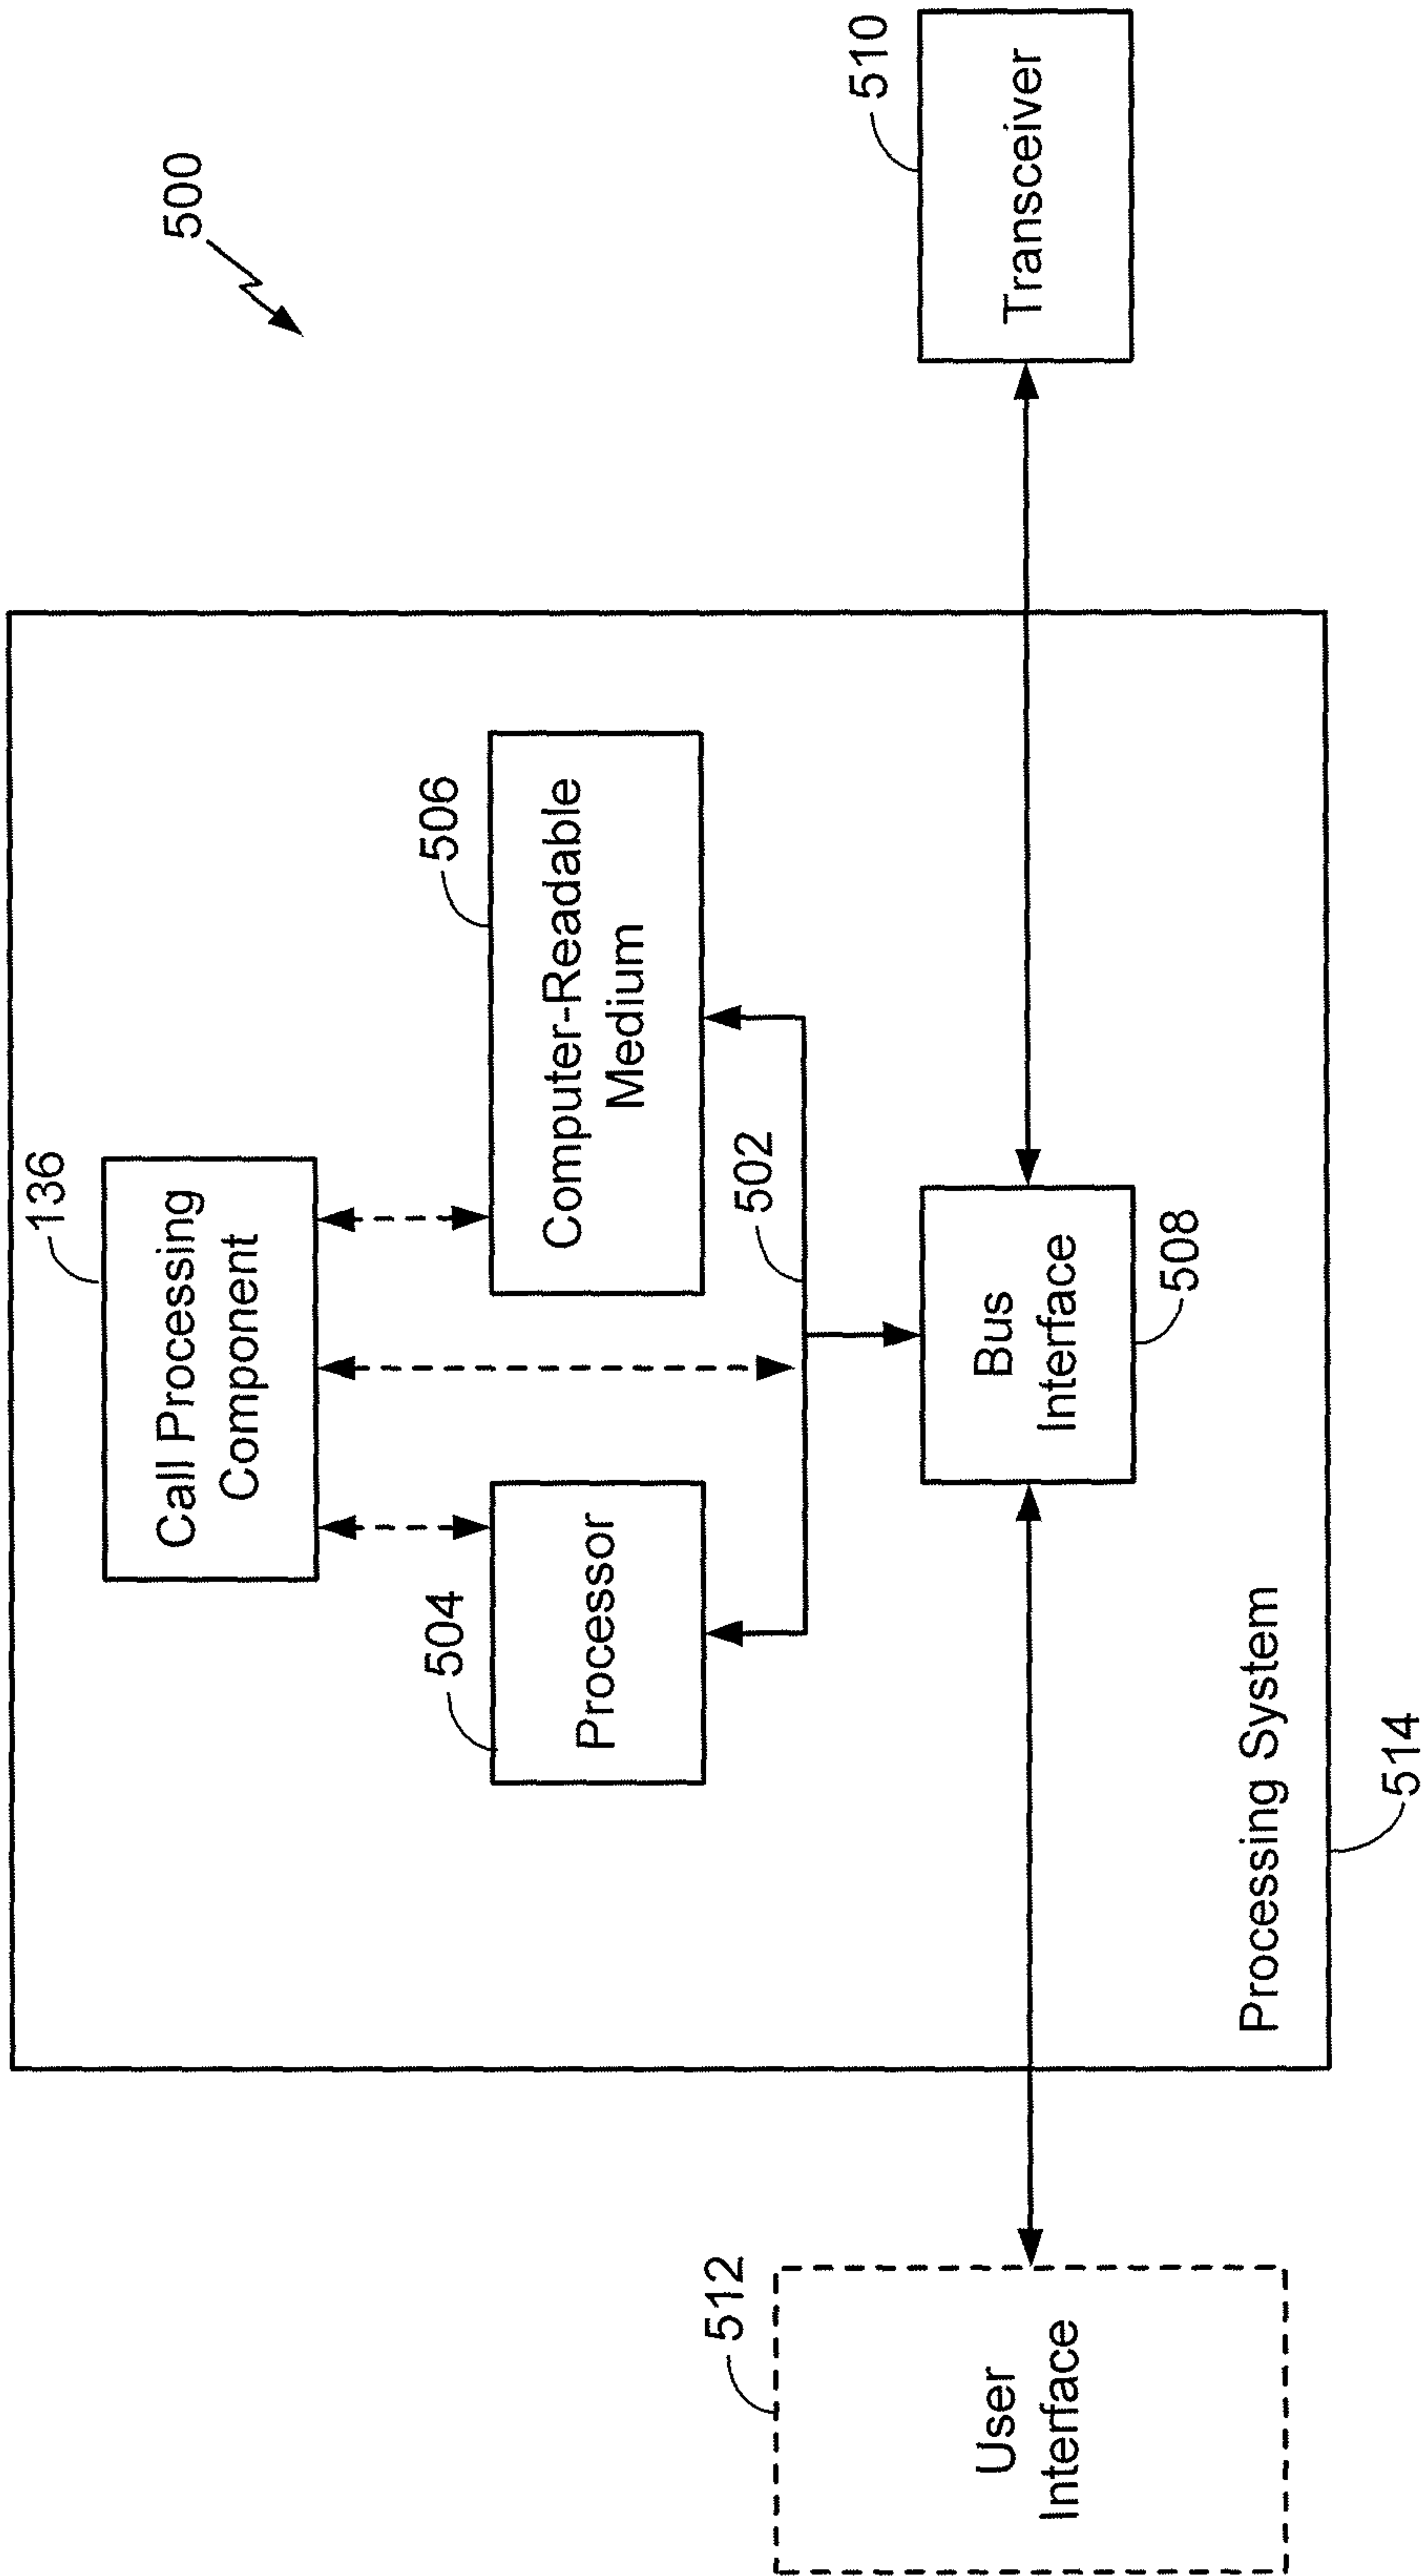 500
136
Call Processing
Component
504
Processor
506
Computer-Readable
Medium
502
512
User
Interface
Bus
Interface
508
510
Transceiver
Processing System
514